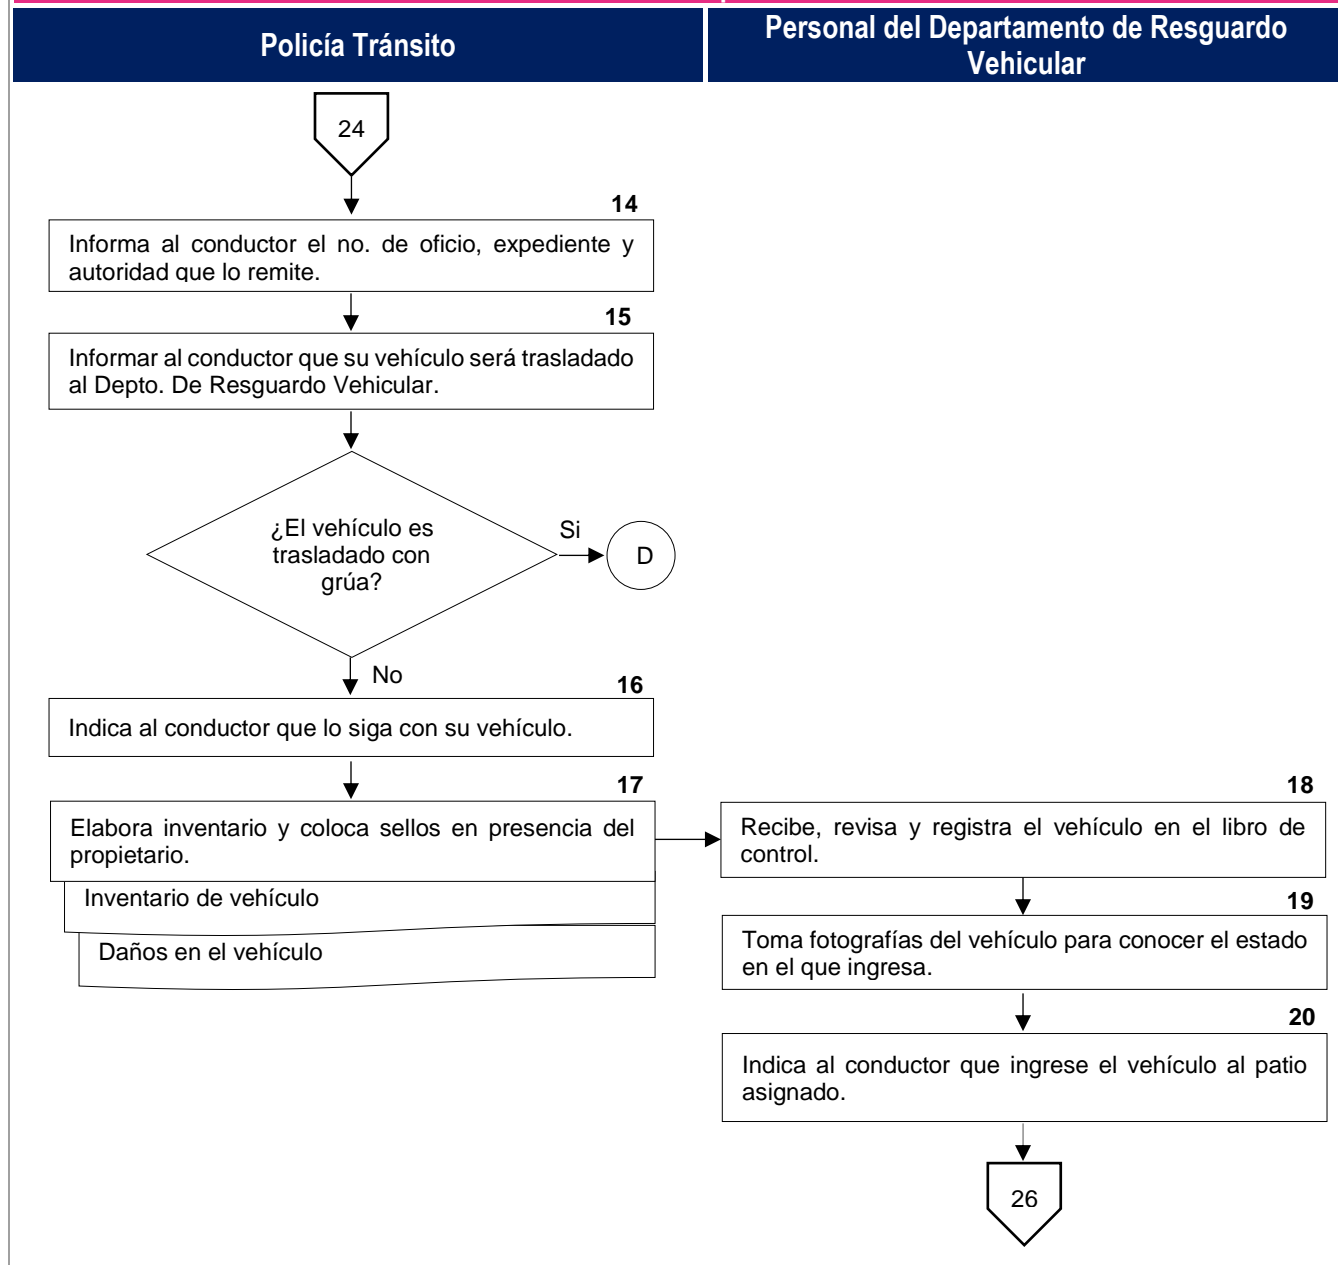 Policía Tránsito
Personal del Departamento de Resguardo
Vehicular
24
14
Informa al conductor el no. de oficio, expediente y
autoridad que lo remite.
15
Informar al conductor que su vehículo será trasladado
al Depto. De Resguardo Vehicular.
¿El vehículo es
trasladado con
grúa?
Si
D
No
16
Indica al conductor que lo siga con su vehículo.
17
Elabora inventario y coloca sellos en presencia del
propietario.
Inventario de vehículo
Daños en el vehículo
18
Recibe, revisa y registra el vehículo en el libro de
control.
19
Toma fotografías del vehículo para conocer el estado
en el que ingresa.
20
Indica al conductor que ingrese el vehículo al patio
asignado.
26